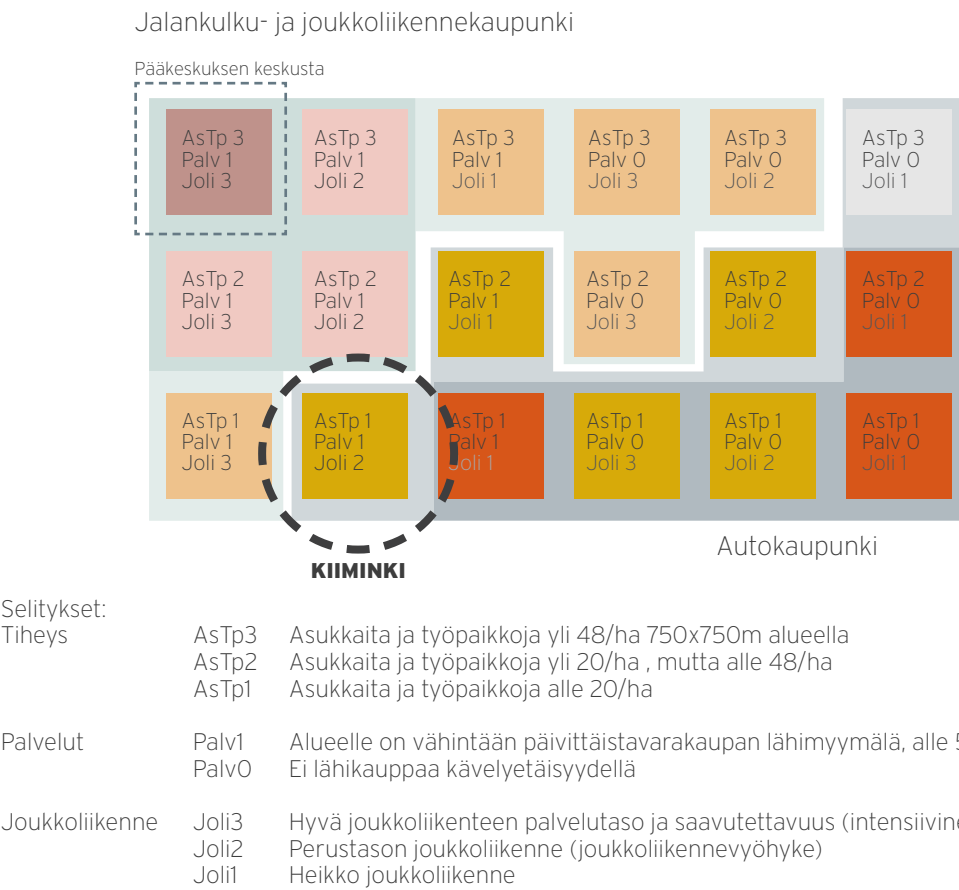 Jalankulku- ja joukkoliikennekaupunki
Pääkeskuksen keskusta
AsTp 3
Palv 1
Joli 3
AsTp 3
Palv 1
Joli 2
AsTp 3
Palv 1
Joli 1
AsTp 3
Palv 0
Joli 3
AsTp 3
Palv 0
Joli 2
AsTp 3
Palv 0
Joli 1
AsTp 2
Palv 1
Joli 3
AsTp 2
Palv 1
Joli 2
AsTp 2
Palv 1
Joli 1
AsTp 2
Palv 0
Joli 3
AsTp 2
Palv 0
Joli 2
AsTp 2
Palv 0
Joli 1
AsTp 1
Palv 1
Joli 3
AsTp 1
Palv 1
Joli 2
AsTp 1
Palv 1
Joli 1
AsTp 1
Palv 0
Joli 3
AsTp 1
Palv 0
Joli 2
AsTp 1
Palv 0
Joli 1
Autokaupunki
KIIMINKI
Selitykset:
Tiheys AsTp3 Asukkaita ja työpaikkoja yli 48/ha 750x750m alueella
AsTp2 Asukkaita ja työpaikkoja yli 20/ha , mutta alle 48/ha
AsTp1 Asukkaita ja työpaikkoja alle 20/ha
Palvelut Palv1 Alueelle on vähintään päivittäistavarakaupan lähimyymälä, alle
Palv0 Ei lähikauppaa kävelyetäisyydellä
Joukkoliikenne Joli3 Hyvä joukkoliikenteen palvelutaso ja saavutettavuus
Joli2 Perustason joukkoliikenne (joukkoliikennevyöhyke)
Joli1 Heikko joukkoliikenne